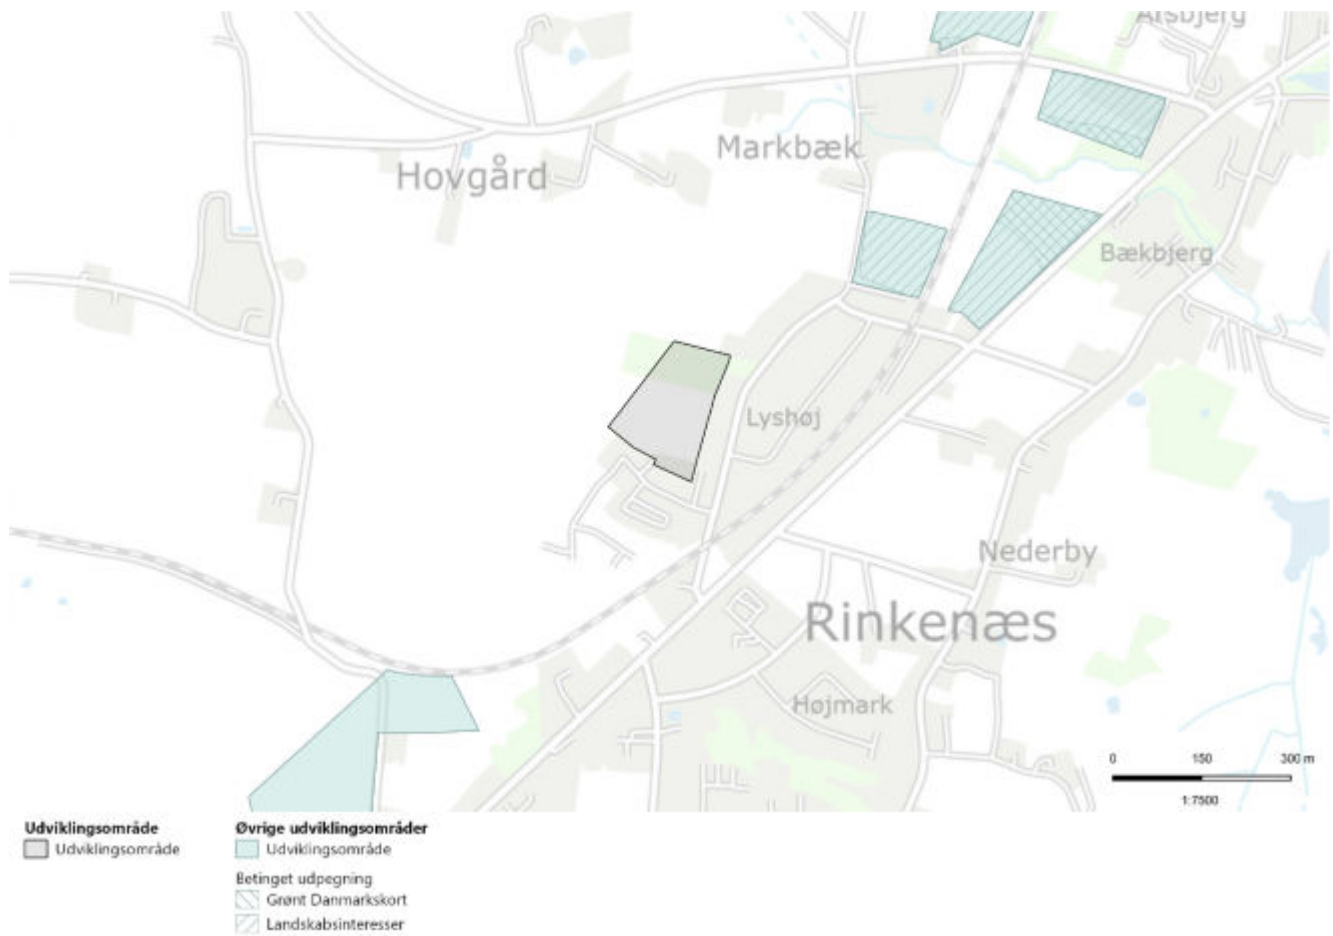 Årsbjerg
Markbæk
Hovgård
Bækbjerg
Lyshøj
Nederby
Rinkenæs
Højmark
0 150 300 m
1:7500
Udviklingsområde
Udviklingsområde
Øvrige udviklingsområder
Udviklingsområde
Betinget udpegning
Grønt Danmarkskort
Landskabsinteresser